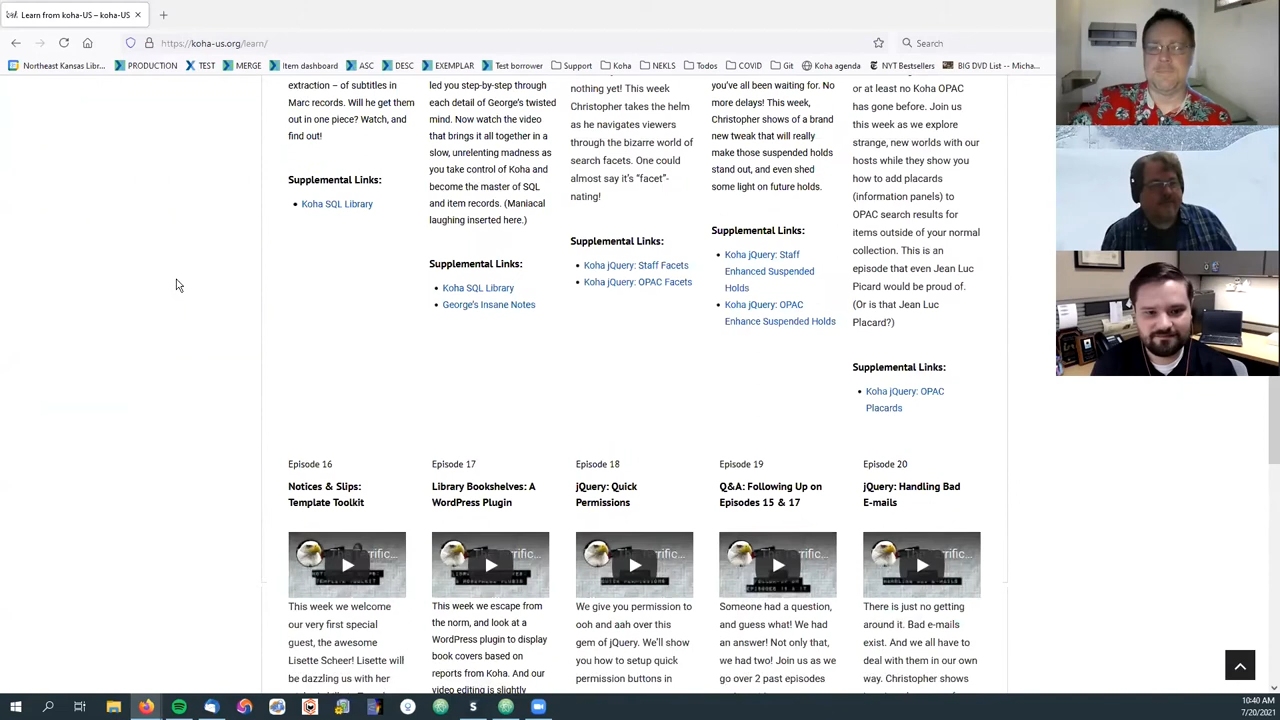 Learn from koha-US – koha-US
https://koha-us.org/learn/
Search
Northeast Kansas Libr...
PRODUCTION
TEST
MERGE
Item dashboard
ASC
DESC
EXEMPLAR
Test borrower
Support
Koha
NEKLS
Todos
COVID
Git
Koha agenda
NYT Bestsellers
BIG DVD List -- Micha...
extraction – of subtitles in
Marc records. Will he get them
out in one piece? Watch, and
find out!
Supplemental Links:
Koha SQL Library
led you step-by-step through
each detail of George's twisted
mind. Now watch the video
that brings it all together in a
slow, unrelenting madness as
you take control of Koha and
become the master of SQL
and item records. (Maniacal
laughing inserted here.)
Supplemental Links:
Koha SQL Library
George's Insane Notes
nothing yet! This week
Christopher takes the helm
as he navigates viewers
through the bizarre world of
search facets. One could
almost say it's "facet"-
nating!
Supplemental Links:
Koha jQuery: Staff Facets
Koha jQuery: OPAC Facets
you've all been waiting for. No
more delays! This week,
Christopher shows of a brand
new tweak that will really
make those suspended holds
stand out, and even shed
some light on future holds.
Supplemental Links:
Koha jQuery: Staff
Enhanced Suspended
Holds
Koha jQuery: OPAC
Enhance Suspended Holds
or at least no Koha OPAC
has gone before. Join us
this week as we explore
strange, new worlds with our
hosts while they show you
how to add placards
(information panels) to
OPAC search results for
items outside of your normal
collection. This is an
episode that even Jean Luc
Picard would be proud of.
(Or is that Jean Luc
Placard?)
Supplemental Links:
Koha jQuery: OPAC
Placards
Episode 16
Notices & Slips:
Template Toolkit
This week we welcome
our very first special
guest, the awesome
Lisette Scheer! Lisette will
be dazzling us with her
Episode 17
Library Bookshelves: A
WordPress Plugin
This week we escape from
the norm, and look at a
WordPress plugin to display
book covers based on
reports from Koha. And our
video editing is slightly
Episode 18
jQuery: Quick
Permissions
We give you permission to
ooh and aah over this
gem of jQuery. We'll show
you how to setup quick
permission buttons in
Episode 19
Q&A: Following Up on
Episodes 15 & 17
Someone had a question,
and guess what! We had
an answer! Not only that,
we had two! Join us as we
go over 2 past episodes
Episode 20
jQuery: Handling Bad
E-mails
There is just no getting
around it. Bad e-mails
exist. And we all have to
deal with them in our own
way. Christopher shows
10:40 AM
7/20/2021